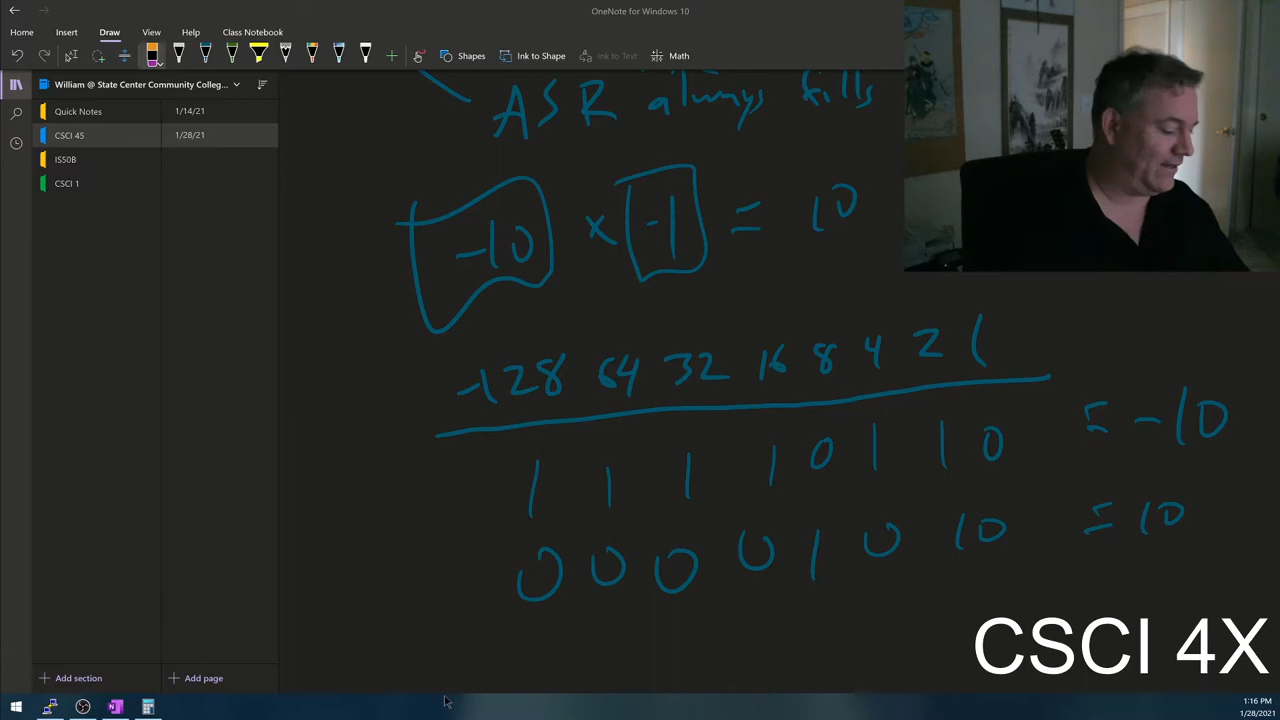 OneNote for Windows 10
Home Insert Draw View Help Class Notebook
Shapes Ink to Shape Ink to Text Math
William @ State Center Community Colleg...
Quick Notes 1/14/21
CSCI 45 1/28/21
IS50B
CSCI 1
ASR always fills
-10 × -1 = 10
-128 64 32 16 8 4 2 1
1 1 1 1 0 1 1 0 = -10
0 0 0 0 1 0 1 0 = 10
CSCI 4X
Add section Add page
1:16 PM
1/28/2021